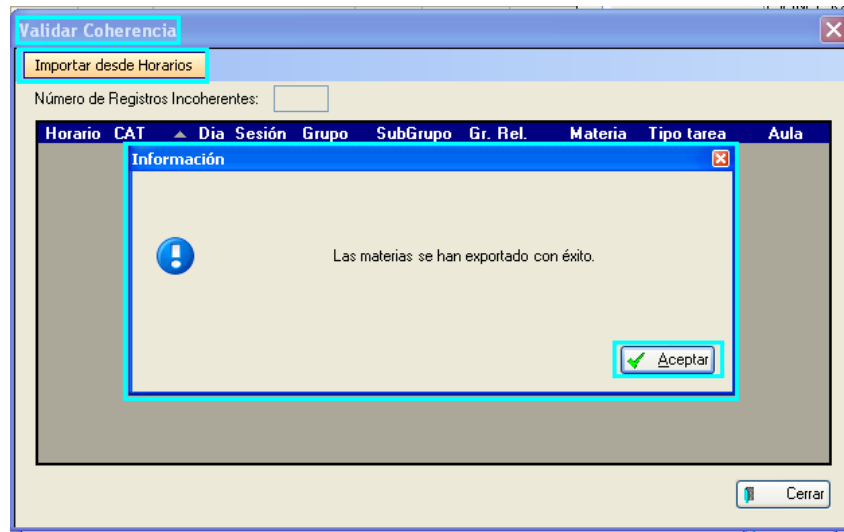 Validar Coherencia
Importar desde Horarios
Número de Registros Incoherentes:
Horario CAT Dia Sesión Grupo SubGrupo Gr. Rel. Materia Tipo tarea Aula
Información
Las materias se han exportado con éxito.
Aceptar
Cerrar